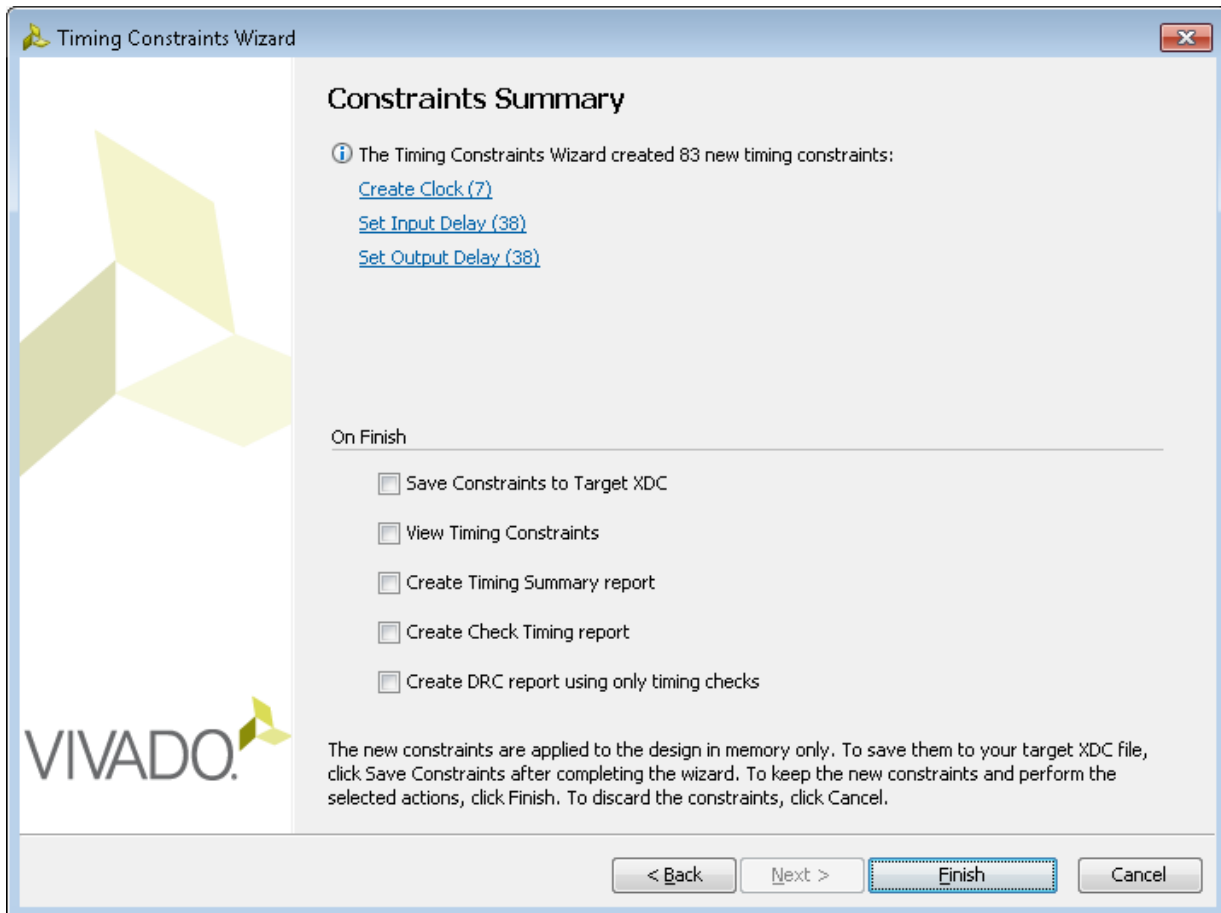 Timing Constraints Wizard
Constraints Summary
The Timing Constraints Wizard created 83 new timing constraints:
Create Clock (7)
Set Input Delay (38)
Set Output Delay (38)
On Finish
Save Constraints to Target XDC
View Timing Constraints
Create Timing Summary report
Create Check Timing report
Create DRC report using only timing checks
VIVADO.
The new constraints are applied to the design in memory only. To save them to your target XDC file,
click Save Constraints after completing the wizard. To keep the new constraints and perform the
selected actions, click Finish. To discard the constraints, click Cancel.
< Back
Next >
Finish
Cancel